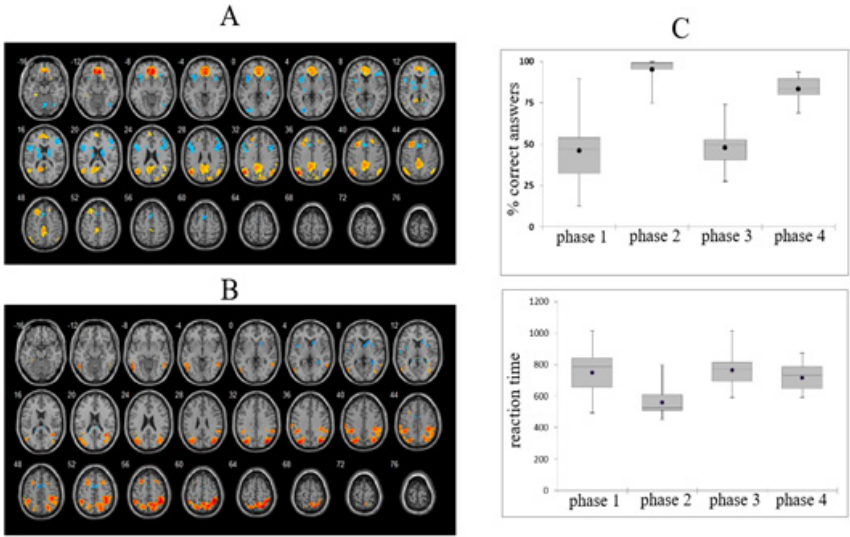 A
-16 -12 -8 -4 0 4 8 12
16 20 24 28 32 36 40 44
48 52 56 60 64 68 72 76
B
-16 -12 -8 -4 0 4 8 12
16 20 24 28 32 36 40 44
48 52 56 60 64 68 72 76
C
% correct answers
100
75
50
25
0
phase 1 phase 2 phase 3 phase 4
reaction time
1200
1000
800
600
400
200
0
phase 1 phase 2 phase 3 phase 4